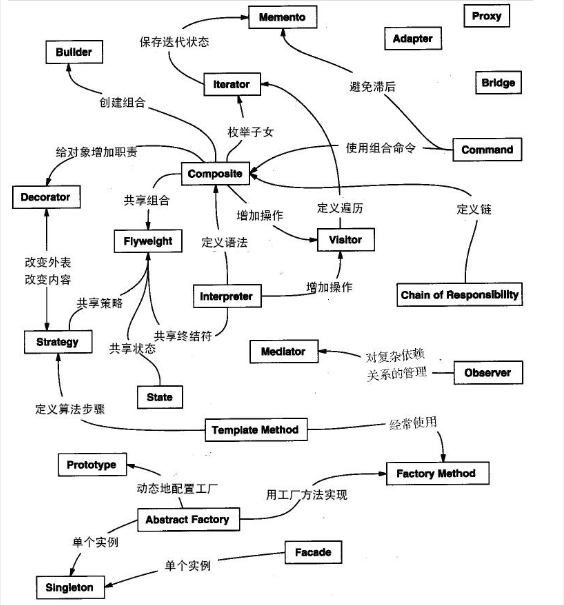 Memento
Proxy
Adapter
保存迭代状态
Builder
Iterator
Bridge
避免滞后
创建组合
枚举子女
使用组合命令
Command
给对象增加职责
Composite
Decorator
共享组合
增加操作
定义遍历
定义链
Flyweight
定义语法
Visitor
改变外表
改变内容
增加操作
Interpreter
Chain of Responsibility
共享策略
共享终结符
Strategy
共享状态
Mediator
对复杂依赖
关系的管理
Observer
State
定义算法步骤
Template Method
经常使用
Prototype
Factory Method
动态地配置工厂
用工厂方法实现
Abstract Factory
单个实例
Facade
单个实例
Singleton